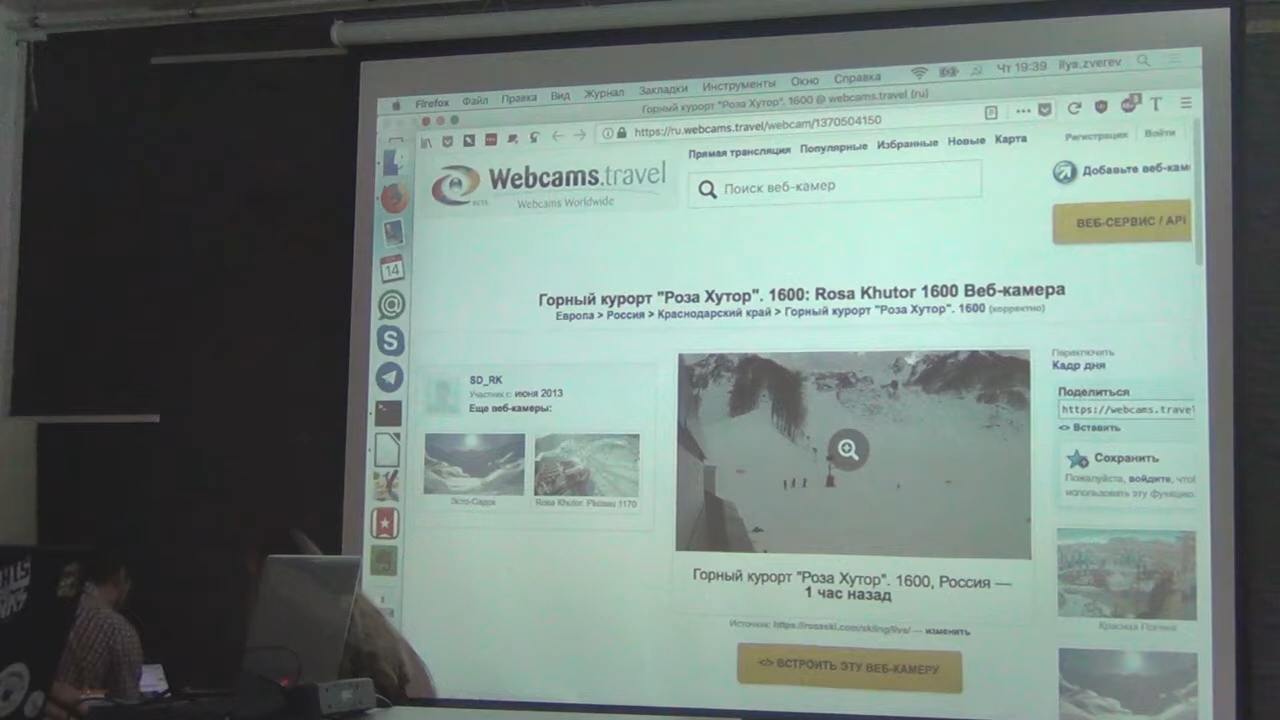 Firefox Файл Правка Вид Журнал Закладки Инструменты Окно Справка Чт 19:39 ilya.zverev
Горный курорт "Роза Хутор". 1600 @ webcams.travel (ru)
https://ru.webcams.travel/webcam/1370504150
Прямая трансляция Популярные Избранные Новые Карта
Регистрация Войти
Webcams.travel
BETA
Webcams Worldwide
Поиск веб-камер
Добавьте веб-кам
ВЕБ-СЕРВИС / API
14
Горный курорт "Роза Хутор". 1600: Rosa Khutor 1600 Веб-камера
Европа > Россия > Краснодарский край > Горный курорт "Роза Хутор". 1600 (корректно)
SD_RK
Участник с: июня 2013
Еще веб-камеры:
Эсто-Садок
Rosa Khutor. Plateau 1170
Горный курорт "Роза Хутор". 1600, Россия —
1 час назад
Источник: https://rosaski.com/skiing/live/ — изменить
</> ВСТРОИТЬ ЭТУ ВЕБ-КАМЕРУ
Переключить
Кадр дня
Поделиться
https://webcams.travel
<> Вставить
Сохранить
Пожалуйста, войдите, чтоб
использовать эту функцию.
Красная Поляна